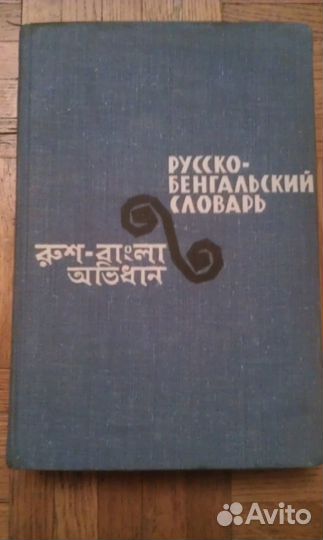 РУССКО-
БЕНГАЛЬСКИЙ
СЛОВАРЬ
রুশ-বাংলা
অভিধান
Avito